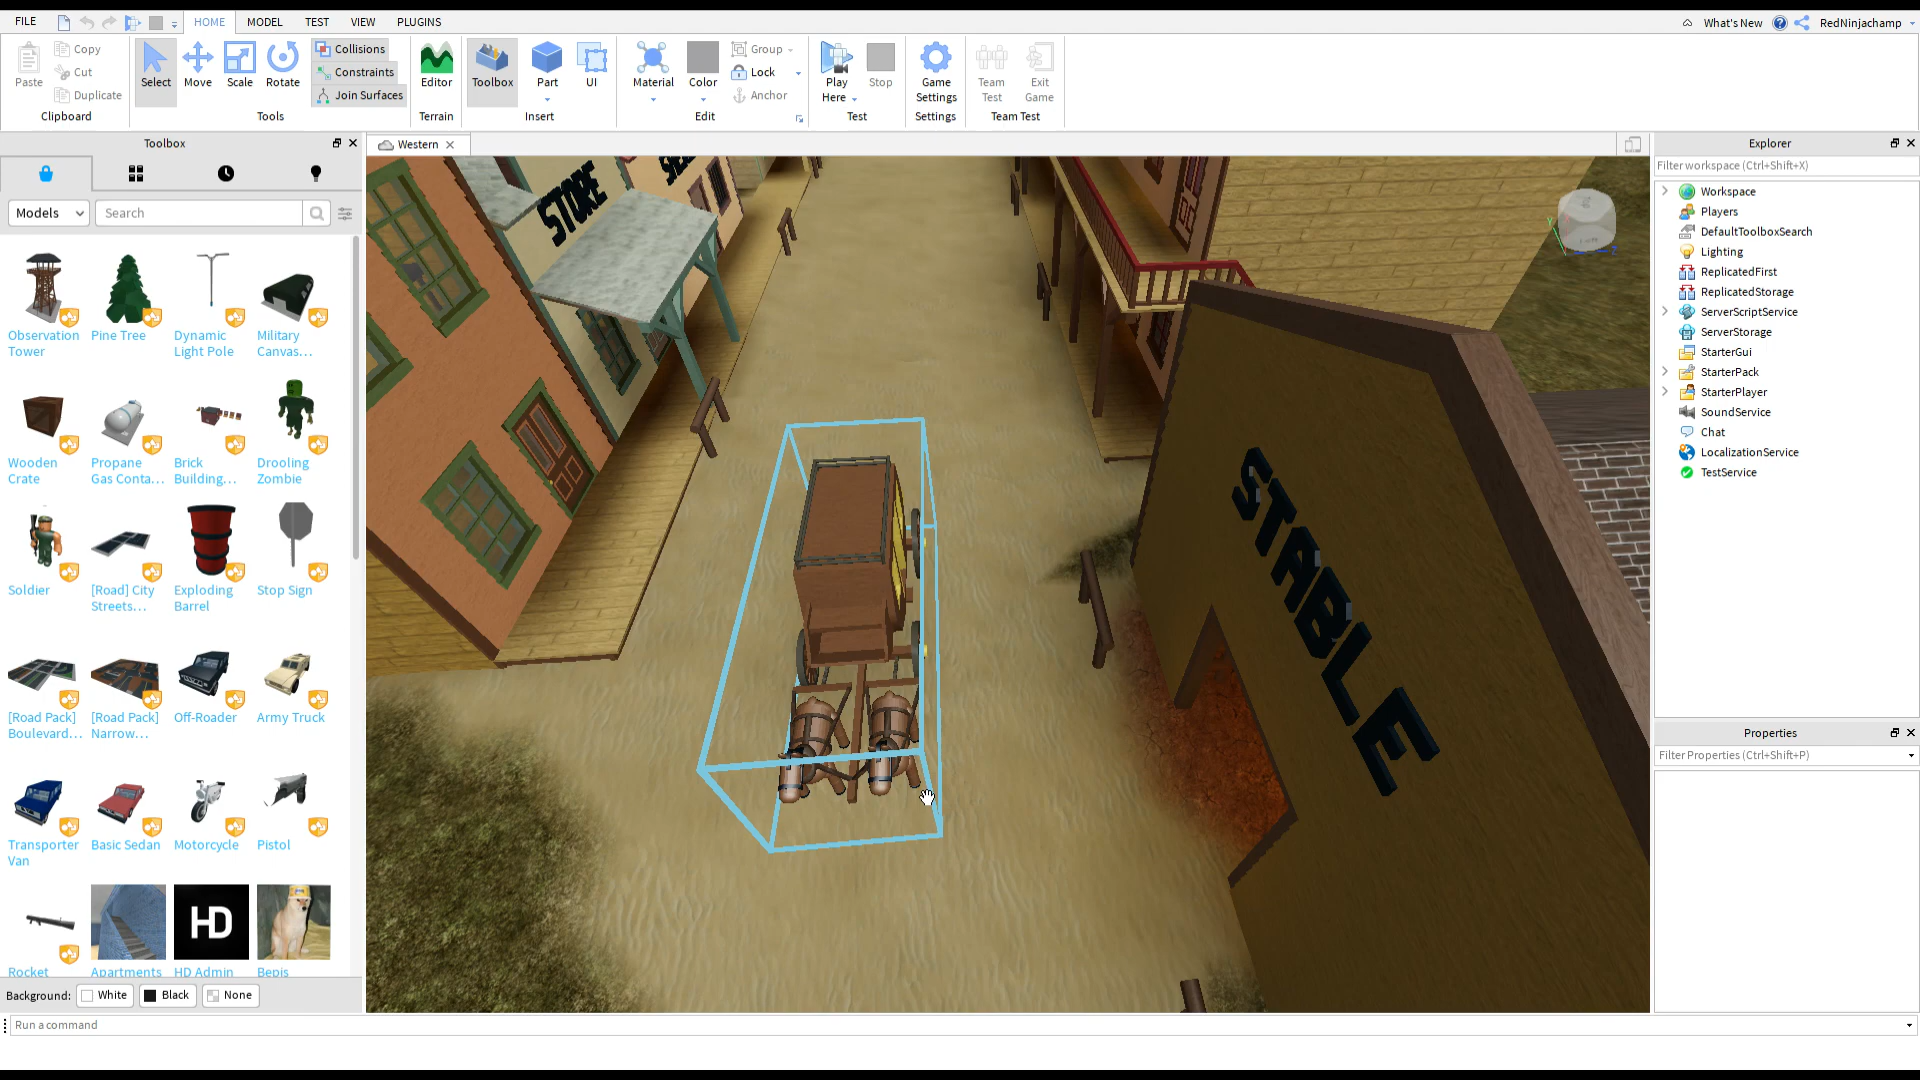 FILE
HOME
MODEL
TEST
VIEW
PLUGINS
What's New
RedNinjachamp
Paste
Copy
Cut
Duplicate
Clipboard
Select
Move
Scale
Rotate
Collisions
Constraints
Join Surfaces
Tools
Editor
Terrain
Toolbox
Part
UI
Insert
Material
Color
Group
Lock
Anchor
Edit
Play
Here
Stop
Test
Game
Settings
Settings
Team
Test
Exit
Game
Team Test
Toolbox
Models
Search
Observation
Tower
Pine Tree
Dynamic
Light Pole
Military
Canvas...
Wooden
Crate
Propane
Gas Conta...
Brick
Building...
Drooling
Zombie
Soldier
[Road] City
Streets...
Exploding
Barrel
Stop Sign
[Road Pack]
Boulevard...
[Road Pack]
Narrow...
Off-Roader
Army Truck
Transporter
Van
Basic Sedan
Motorcycle
Pistol
HD
Rocket
Apartments
HD Admin
Bepis
Background:
White
Black
None
Run a command
Western
STORE
STABLE
Explorer
Filter workspace (Ctrl+Shift+X)
Workspace
Players
DefaultToolboxSearch
Lighting
ReplicatedFirst
ReplicatedStorage
ServerScriptService
ServerStorage
StarterGui
StarterPack
StarterPlayer
SoundService
Chat
LocalizationService
TestService
Properties
Filter Properties (Ctrl+Shift+P)